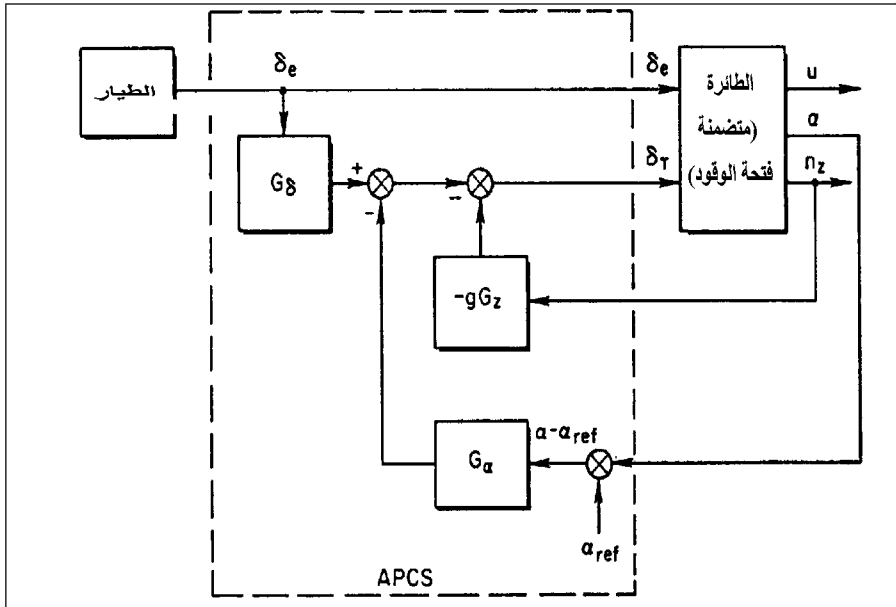 الطيار
δe
δe
الطائرة
(متضمنة
فتحة الوقود)
u
α
nz
Gδ
+
-
-
δT
-gGz
Gα
α-αref
αref
APCS